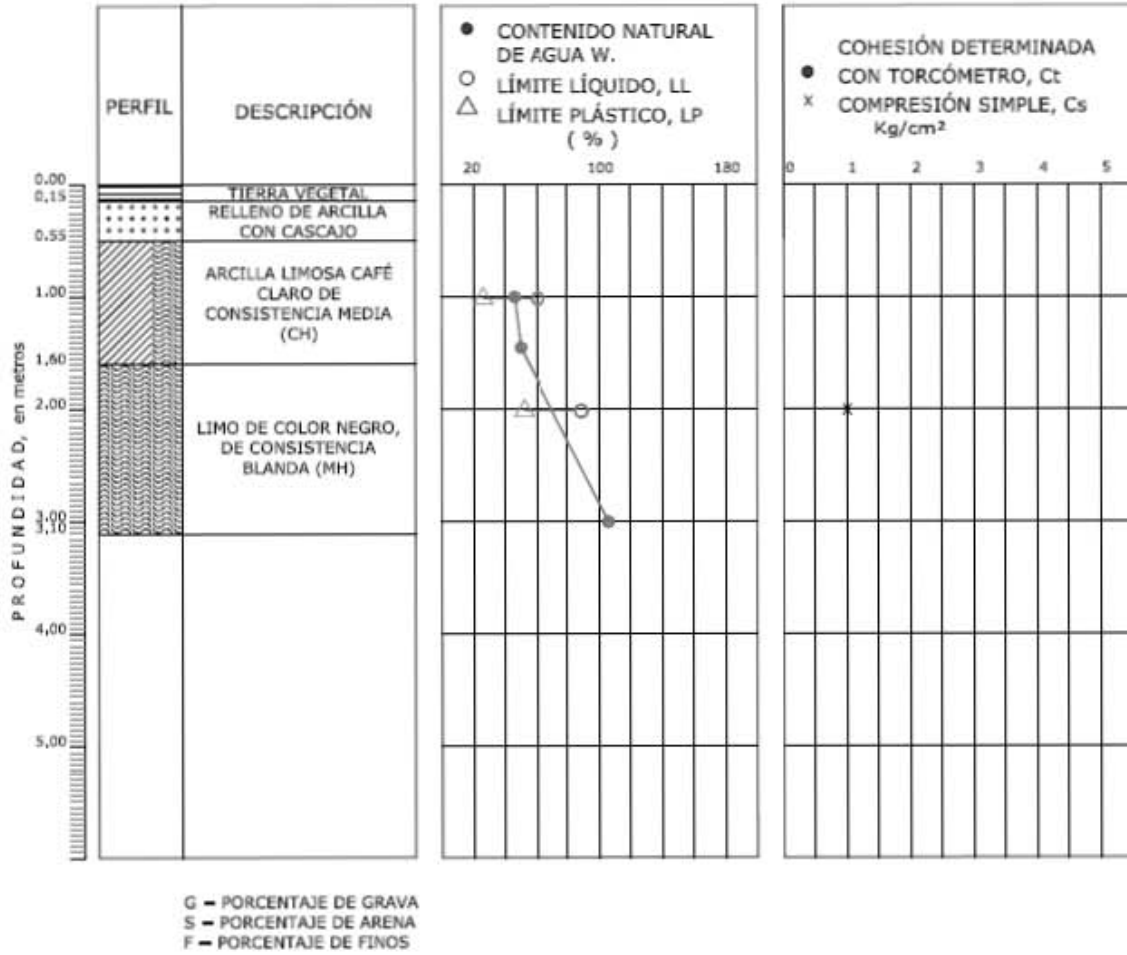 PERFIL
DESCRIPCIÓN
● CONTENIDO NATURAL
DE AGUA W.
○ LÍMITE LÍQUIDO, LL
△ LÍMITE PLÁSTICO, LP
( % )
20 100 180
COHESIÓN DETERMINADA
● CON TORCÓMETRO, Ct
x COMPRESIÓN SIMPLE, Cs
Kg/cm²
0 1 2 3 4 5
PROFUNDIDAD, en metros
0.00
0.15
0.55
1.00
1,60
2.00
3.00
3,10
4,00
5,00
TIERRA VEGETAL
RELLENO DE ARCILLA
CON CASCAJO
ARCILLA LIMOSA CAFÉ
CLARO DE
CONSISTENCIA MEDIA
(CH)
LIMO DE COLOR NEGRO,
DE CONSISTENCIA
BLANDA (MH)
G – PORCENTAJE DE GRAVA
S – PORCENTAJE DE ARENA
F – PORCENTAJE DE FINOS